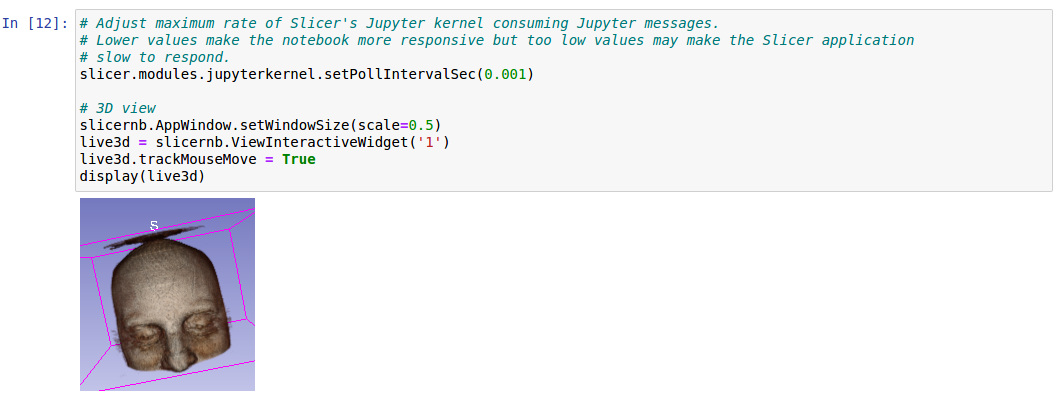 In [12]: # Adjust maximum rate of Slicer's Jupyter kernel consuming Jupyter messages.
# Lower values make the notebook more responsive but too low values may make the Slicer application
# slow to respond.
slicer.modules.jupyterkernel.setPollIntervalSec(0.001)
# 3D view
slicernb.AppWindow.setWindowSize(scale=0.5)
live3d = slicernb.ViewInteractiveWidget('1')
live3d.trackMouseMove = True
display(live3d)
S